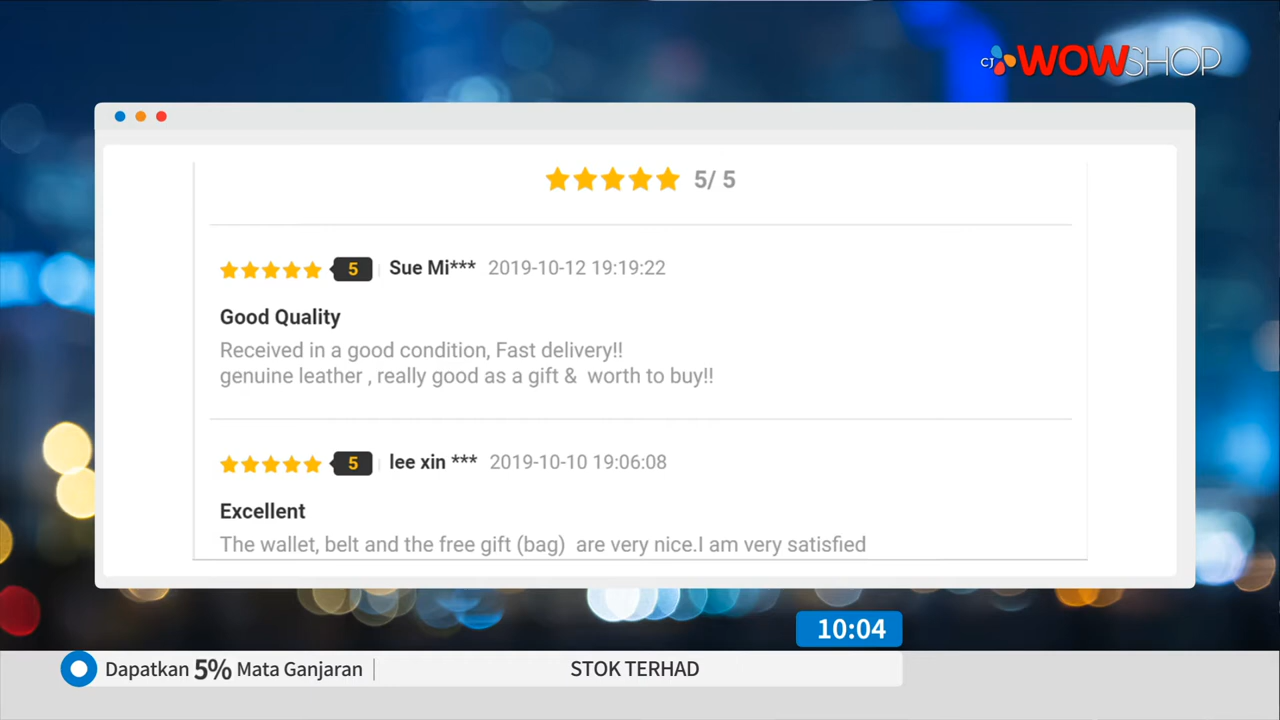 CJ WOWSHOP
5/ 5
5 Sue Mi*** 2019-10-12 19:19:22
Good Quality
Received in a good condition, Fast delivery!!
genuine leather , really good as a gift &  worth to buy!!
5 lee xin *** 2019-10-10 19:06:08
Excellent
The wallet, belt and the free gift (bag)  are very nice.I am very satisfied
10:04
Dapatkan 5% Mata Ganjaran | STOK TERHAD